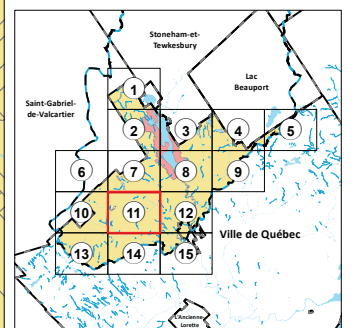 Stoneham-et-
Tewkesbury
Lac
Beauport
Saint-Gabriel-
de-Valcartier
1
2
3
4
5
6
7
8
9
10
11
12
Ville de Québec
13
14
15
L'Ancienne
Lorette